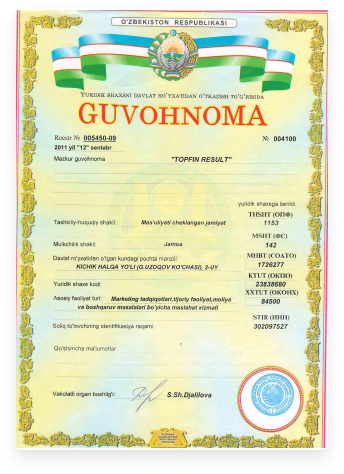 O'ZBEKISTON RESPUBLIKASI
YURIDIK SHAXSNI DAVLAT RO'YXATIDAN O'TKAZISH TO'G'RISIDA
GUVOHNOMA
Reestr № 005450-09 № 004100
2011 yil "12" sentabr
Mazkur guvohnoma "TOPFIN RESULT"
yuridik shaxsga berildi
THSHT (ОПФ)
Tashkiliy-huquqiy shakli: Mas'uliyati cheklangan jamiyat 1153
MSHT (ФС)
Mulkchilik shakli: Jamoa 142
Davlat ro'yxatidan o'tgan kundagi pochta manzili: MHBT (СОАТО)
KICHIK HALQA YO'LI (G.UZOQOV KO'CHASI), 2-UY 1726277
KTUT (ОКПО)
Yuridik shaxs kodi: 23838680
XXTUT (ОКОНХ)
Asosiy faoliyat turi: Marketing tadqiqotlari,tijoriy faoliyat,moliya 84500
va boshqaruv masalalari bo'yicha maslahat xizmati
STIR (ИНН)
Soliq to'lovchining identifikasiya raqami 302097527
Qo'shimcha ma'lumotlar
Vakolatli organ boshlig'i: S.Sh.Djalilova